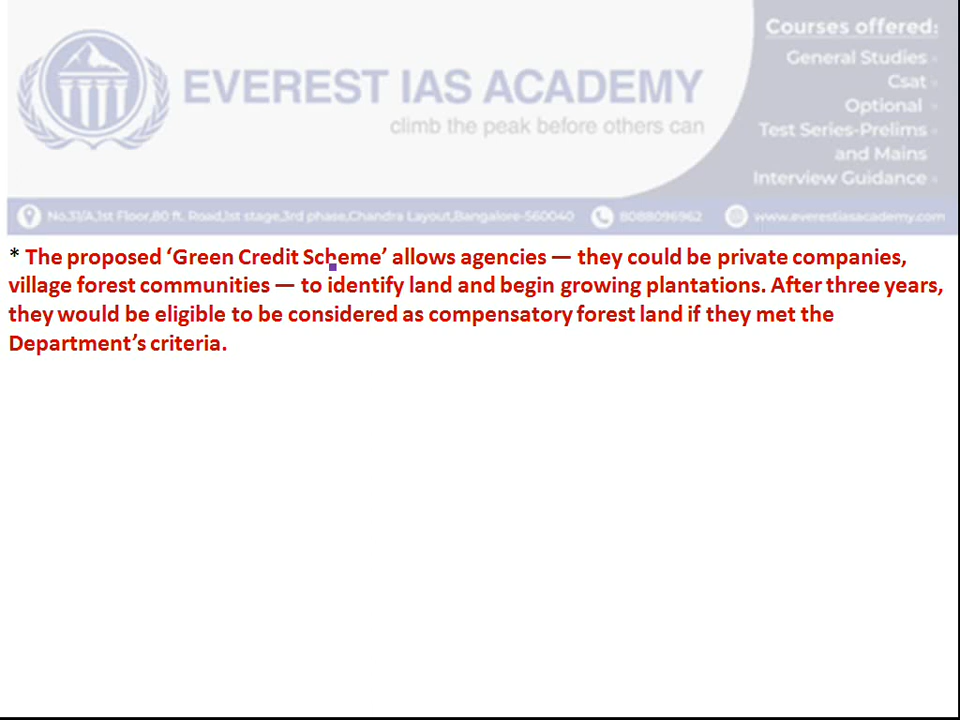 EVEREST IAS ACADEMY
climb the peak before others can
Courses offered:
General Studies
Csat
Optional
Test Series-Prelims
and Mains
Interview Guidance
No.31/A,1st Floor,80 ft. Road,1st stage,3rd phase,Chandra Layout,Bangalore-560040
8088096962
www.everestiasacademy.com
* The proposed ‘Green Credit Scheme’ allows agencies — they could be private companies,
village forest communities — to identify land and begin growing plantations. After three years,
they would be eligible to be considered as compensatory forest land if they met the
Department’s criteria.